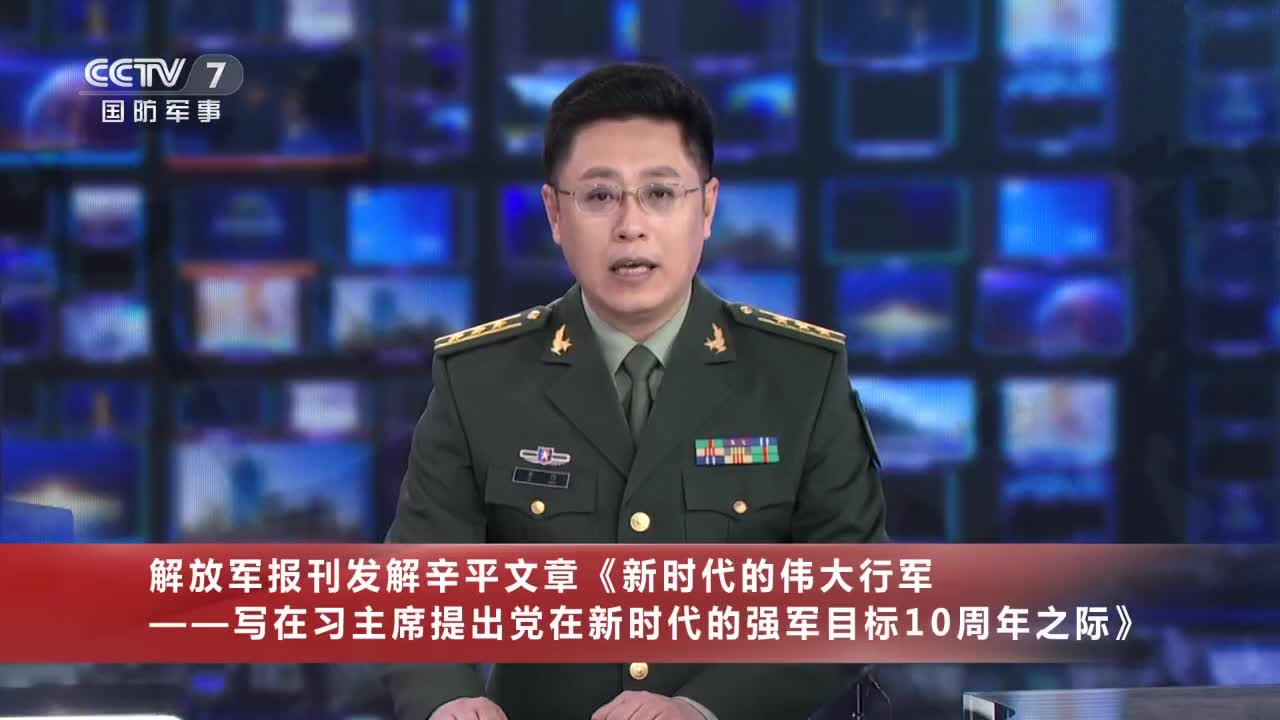 CCTV 7
国防军事
解放军报刊发解辛平文章《新时代的伟大行军
——写在习主席提出党在新时代的强军目标10周年之际》